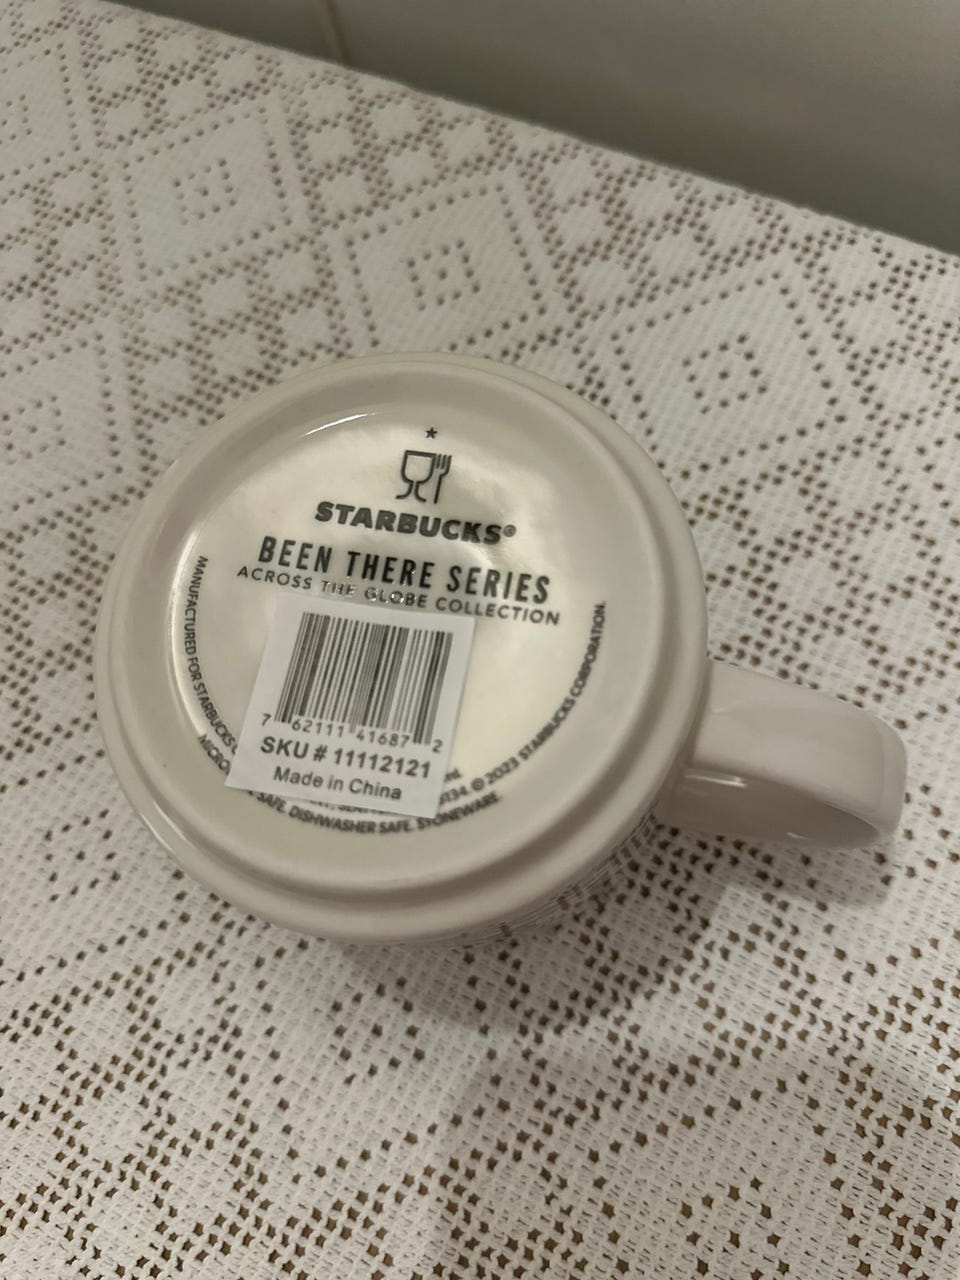 STARBUCKS®
BEEN THERE SERIES
ACROSS THE GLOBE COLLECTION
7 62111 41687 2
SKU # 11112121
Made in China
MANUFACTURED FOR STARBUCKS
134. © 2023 STARBUCKS CORPORATION.
SAFE. DISHWASHER SAFE. STONEWARE.